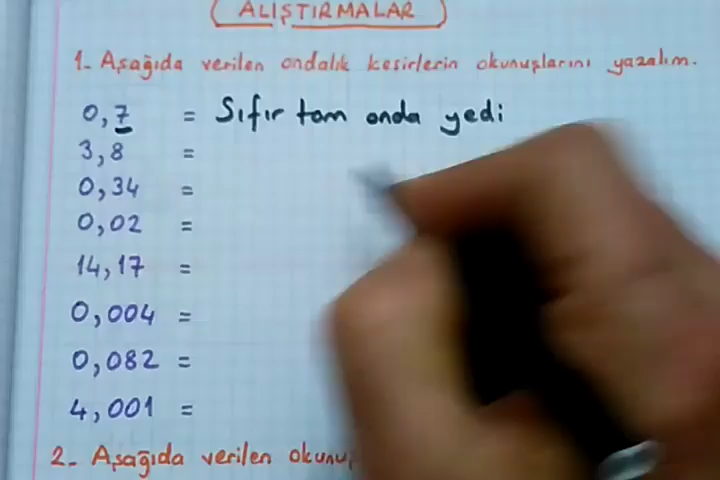 ALIŞTIRMALAR
1- Aşağıda verilen ondalık kesirlerin okunuşlarını yazalım.
0,7 = Sıfır tam onda yedi
3,8 =
0,34 =
0,02 =
14,17 =
0,004 =
0,082 =
4,001 =
2- Aşağıda verilen